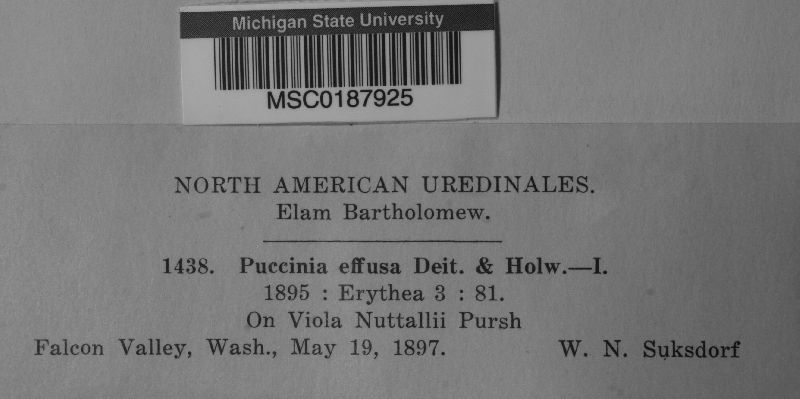 Michigan State University
MSC0187925
NORTH AMERICAN UREDINALES.
Elam Bartholomew.
1438. Puccinia effusa Deit. & Holw.—I.
1895 : Erythea 3 : 81.
On Viola Nuttallii Pursh
Falcon Valley, Wash., May 19, 1897. W. N. Suksdorf